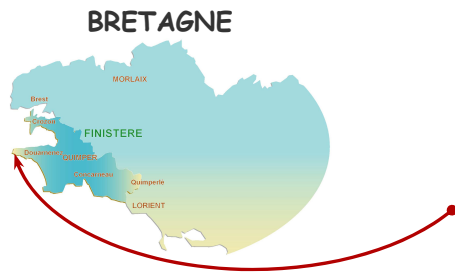 BRETAGNE
MORLAIX
Brest
Crozon
FINISTERE
Douarnenez
QUIMPER
Concarneau
Quimperle
LORIENT